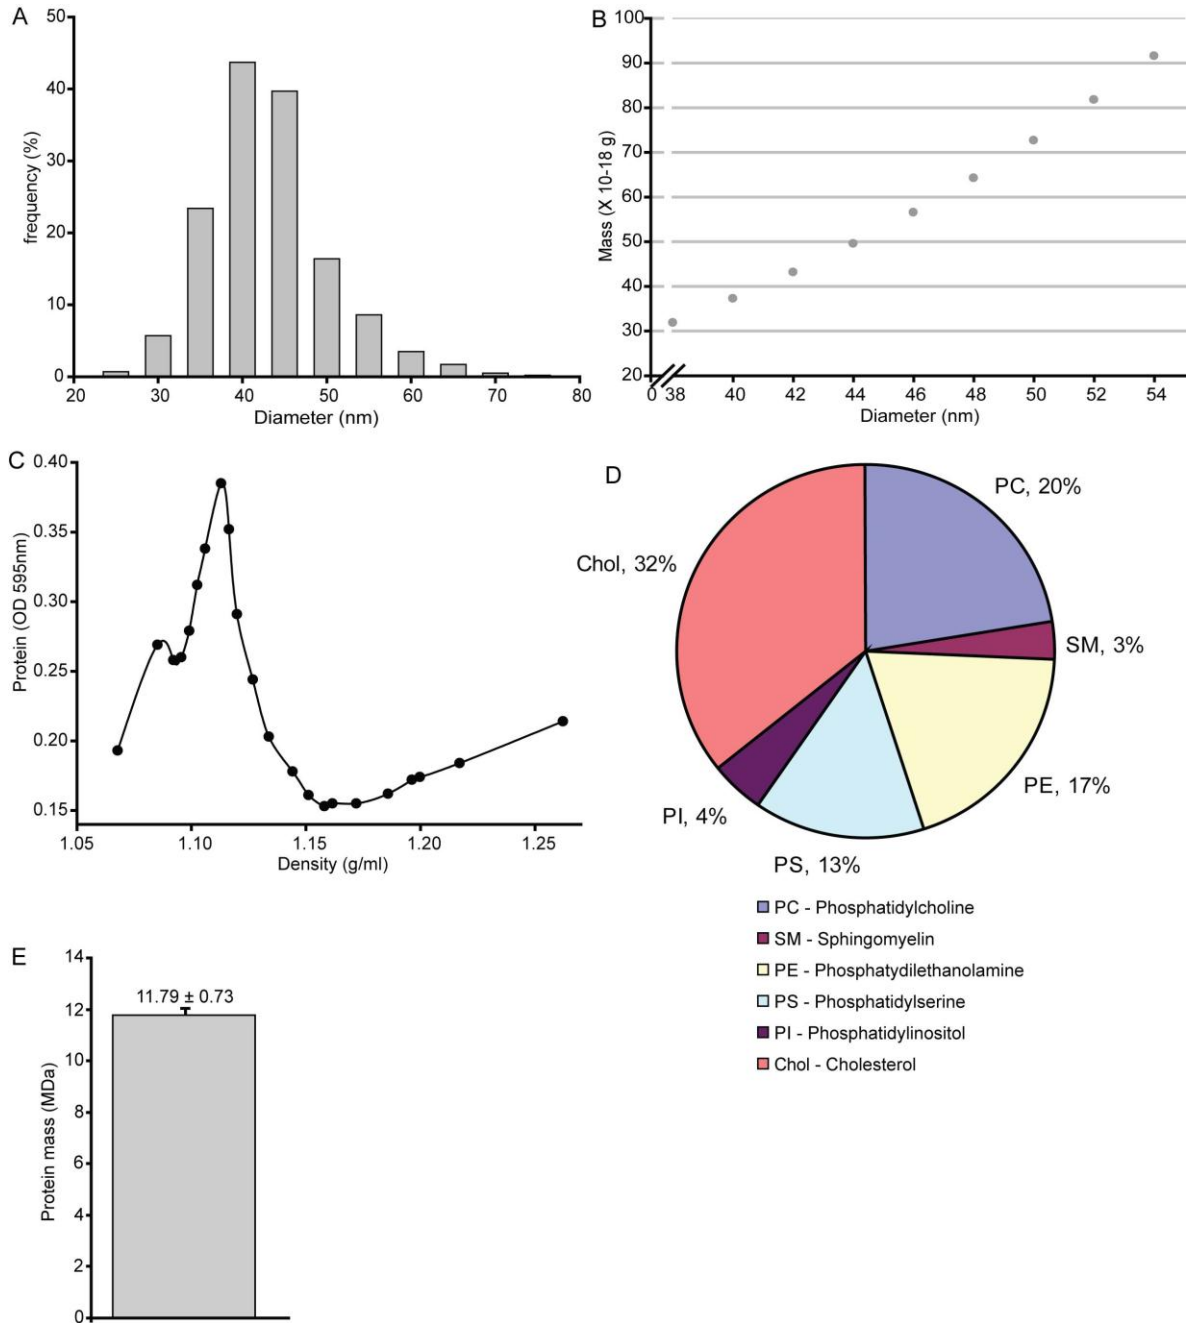 A
50
40
30
20
10
0
frequency (%)
20 30 40 50 60 70 80
Diameter (nm)
B
100
90
80
70
60
50
40
30
20
Mass (X 10-18 g)
0 38 40 42 44 46 48 50 52 54
Diameter (nm)
C
0.40
0.35
0.30
0.25
0.20
0.15
Protein (OD 595nm)
1.05 1.10 1.15 1.20 1.25
Density (g/ml)
D
PC, 20%
SM, 3%
PE, 17%
PS, 13%
PI, 4%
Chol, 32%
PC - Phosphatidylcholine
SM - Sphingomyelin
PE - Phosphatydilethanolamine
PS - Phosphatidylserine
PI - Phosphatidylinositol
Chol - Cholesterol
E
14
12
10
8
6
4
2
0
Protein mass (MDa)
11.79 ± 0.73